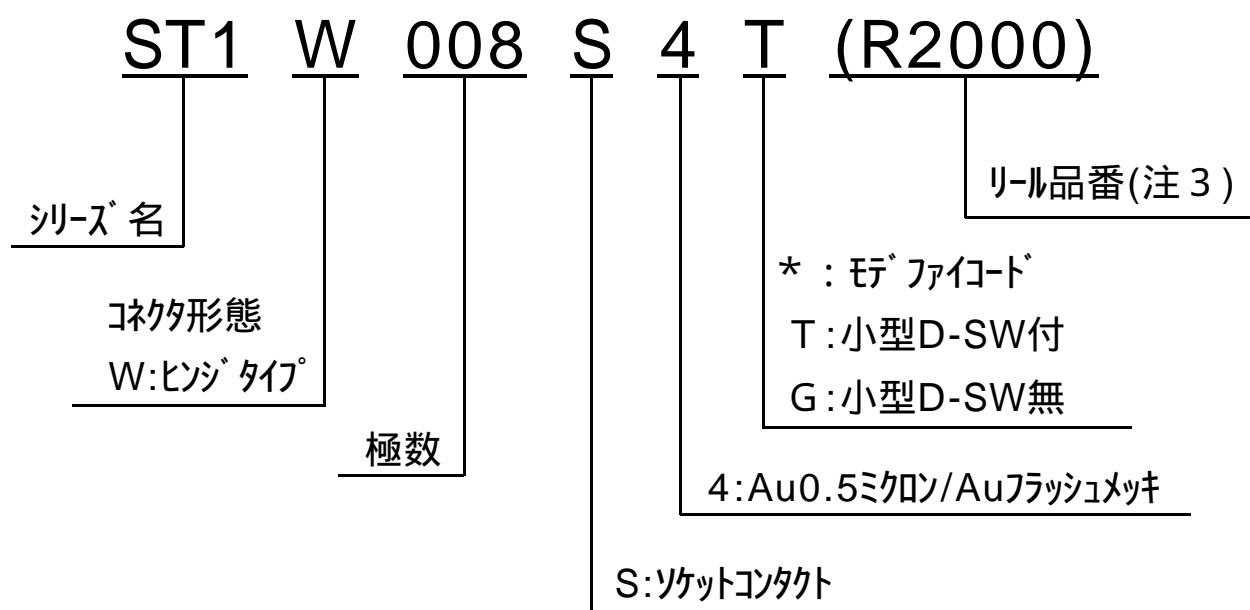 ST1 W 008 S 4 T (R2000)
ﾘｰﾙ品番(注３)
ｼﾘｰｽﾞ名
* : ﾓﾃﾞﾌｧｲｺｰﾄﾞ
ｺﾈｸﾀ形態
T:小型D-SW付
W:ﾋﾝｼﾞﾀｲﾌﾟ
G:小型D-SW無
極数
4:Au0.5ﾐｸﾛﾝ/Auﾌﾗｯｼｭﾒｯｷ
S:ｿｹｯﾄｺﾝﾀｸﾄ